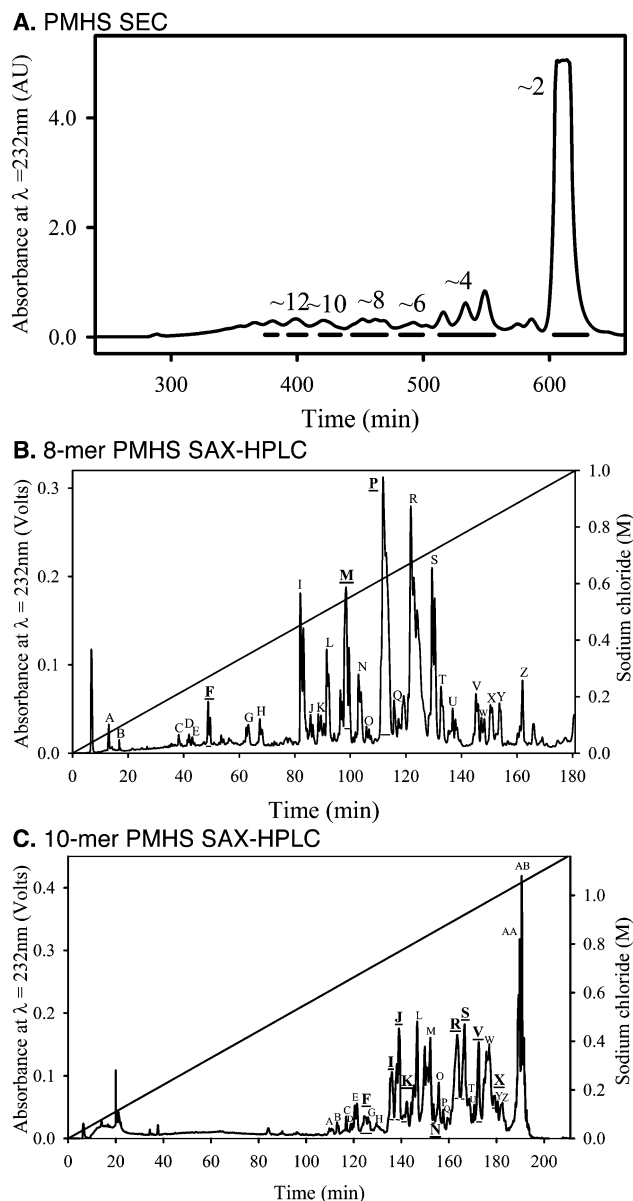 A. PMHS SEC
Absorbance at λ =232nm (AU)
4.0
2.0
0.0
~12
~10
~8
~6
~4
~2
300 400 500 600
Time (min)
B. 8-mer PMHS SAX-HPLC
Absorbance at λ = 232nm (Volts)
0.3
0.2
0.1
0.0
A B C D E F G H I J K L M N O P Q R S T U V W X Y Z
1.0
0.8
0.6
0.4
0.2
0.0
Sodium chloride (M)
0 20 40 60 80 100 120 140 160 180
Time (min)
C. 10-mer PMHS SAX-HPLC
Absorbance at λ = 232nm (Volts)
0.4
0.3
0.2
0.1
0.0
A B C D E F G H I J K L M N O P Q R S T U V W X Y Z AA AB
1.0
0.8
0.6
0.4
0.2
0.0
Sodium chloride (M)
0 20 40 60 80 100 120 140 160 180 200
Time (min)